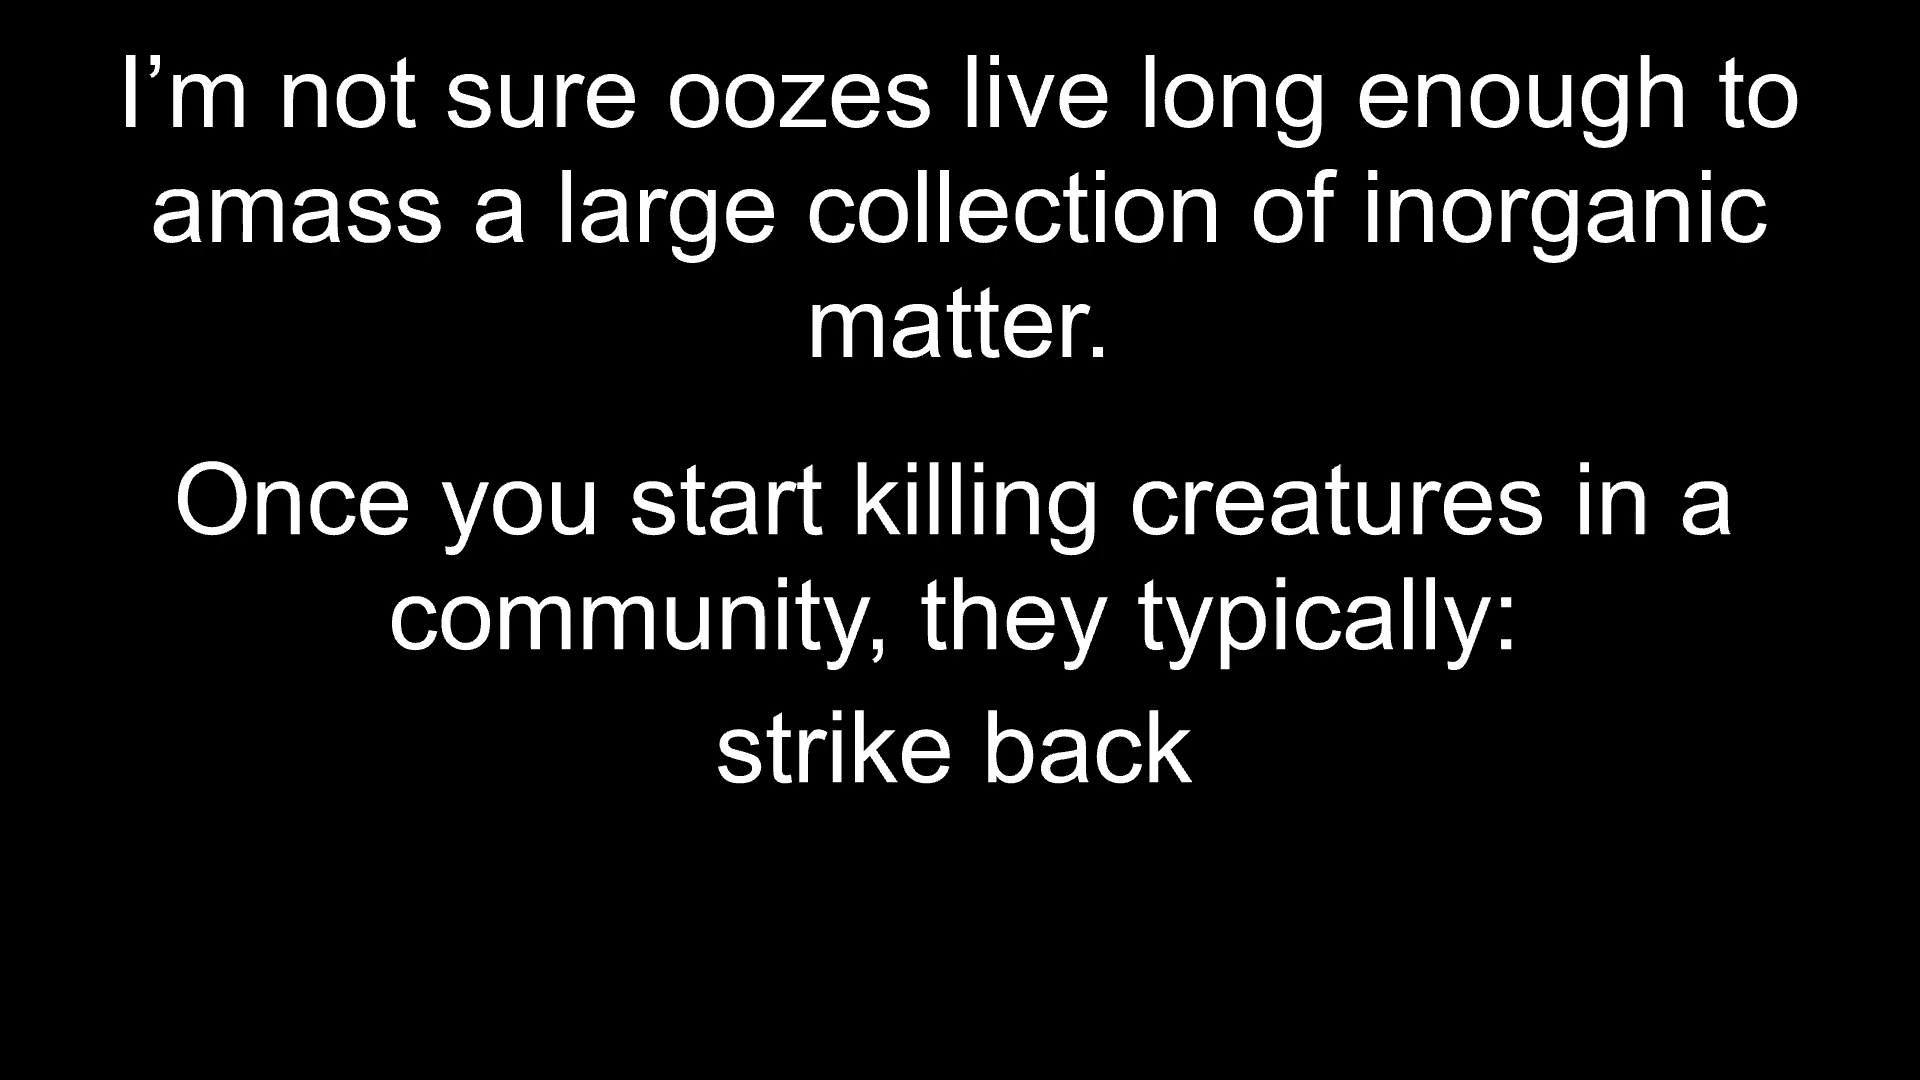 I’m not sure oozes live long enough to
amass a large collection of inorganic
matter.
Once you start killing creatures in a
community, they typically:
strike back